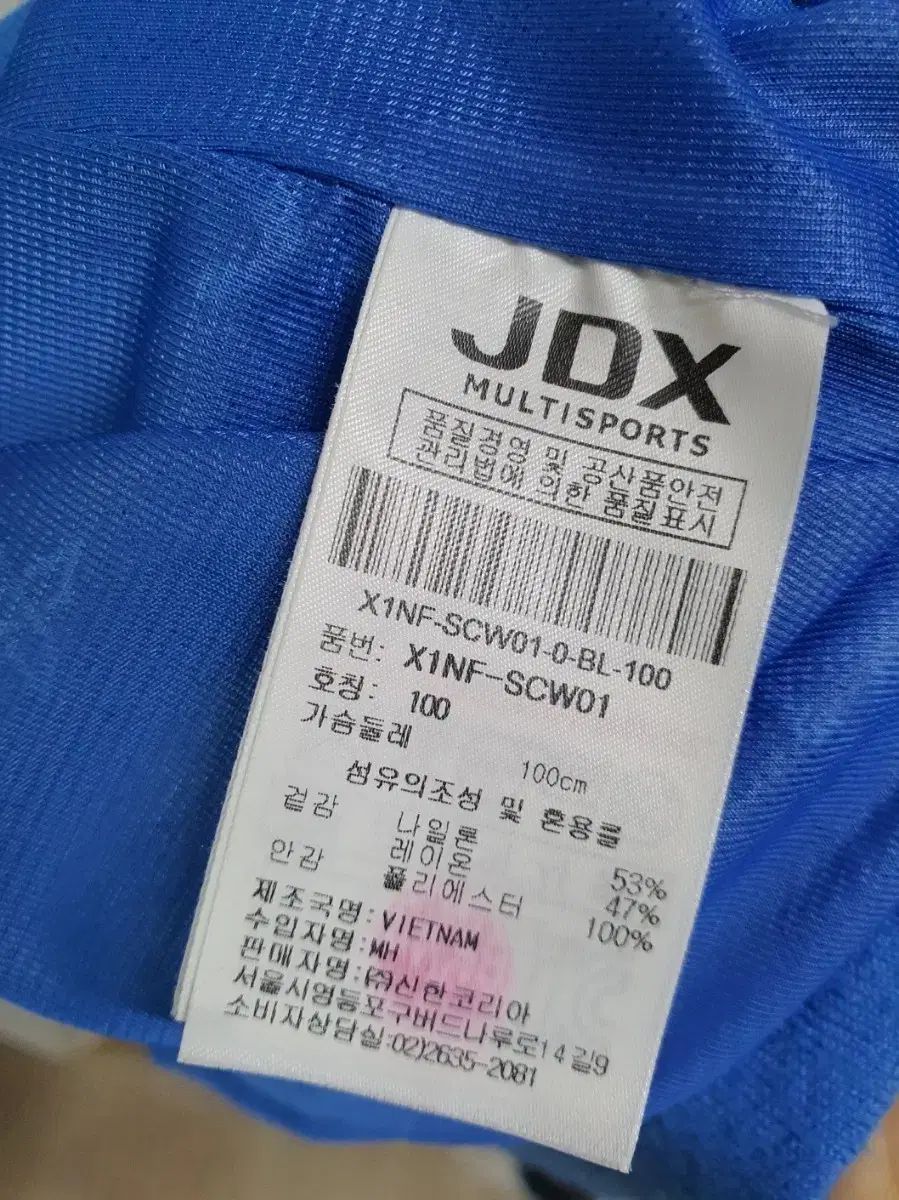 JDX
MULTISPORTS
품질경영 및 공산품안전
관리법에 의한 품질표시
X1NF-SCW01-0-BL-100
품번: X1NF-SCW01
호칭: 100
가슴둘레 100cm
섬유의조성 및 혼용률
겉감 나일론 53%
레이온 47%
안감 폴리에스터 100%
제조국명: VIETNAM
수입자명: MH
판매자명: (주)신한코리아
서울시영등포구버드나루로14길9
소비자상담실:02)2635-2081